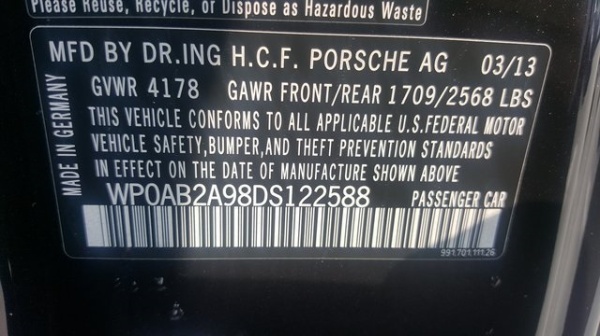 Please Reuse, Recycle, or Dispose as Hazardous Waste
MFD BY DR.ING H.C.F. PORSCHE AG 03/13
GVWR 4178 GAWR FRONT/REAR 1709/2568 LBS
THIS VEHICLE CONFORMS TO ALL APPLICABLE U.S.FEDERAL MOTOR
VEHICLE SAFETY,BUMPER,AND THEFT PREVENTION STANDARDS
IN EFFECT ON THE DATE OF MANUFACTURE SHOWN ABOVE
WP0AB2A98DS122588 PASSENGER CAR
991.701.111.26
MADE IN GERMANY